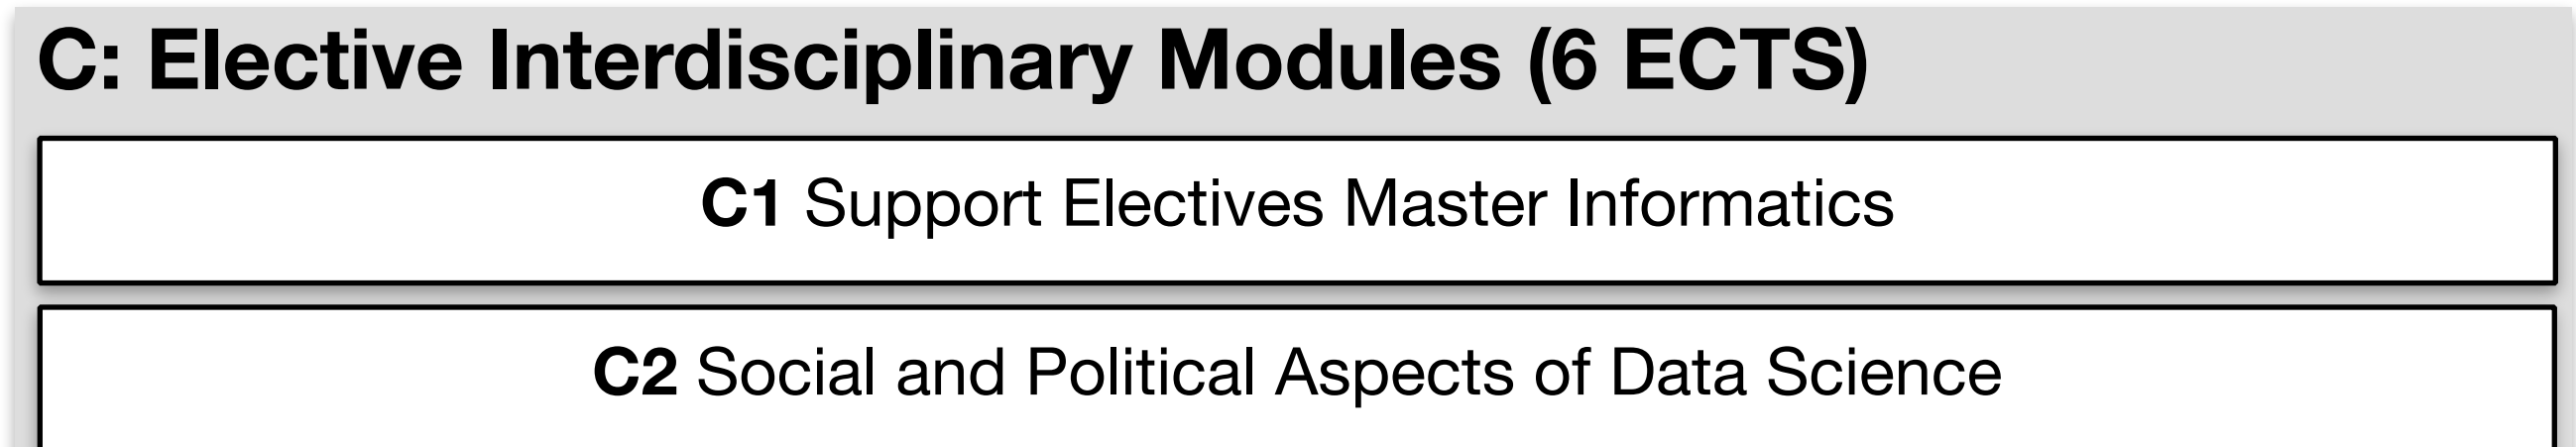 C: Elective Interdisciplinary Modules (6 ECTS)
C1 Support Electives Master Informatics
C2 Social and Political Aspects of Data Science